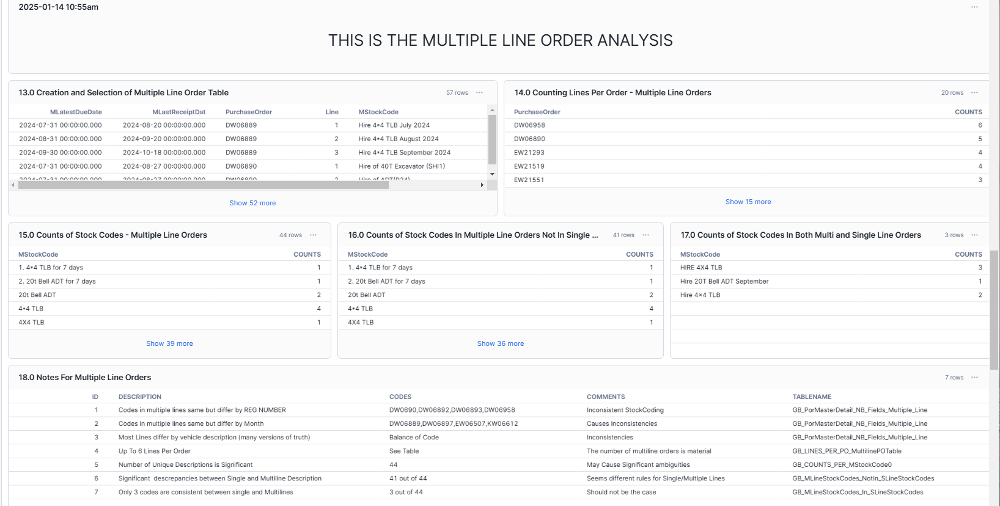 2025-01-14 10:55am
THIS IS THE MULTIPLE LINE ORDER ANALYSIS
13.0 Creation and Selection of Multiple Line Order Table 57 rows
MLatestDueDate MLastReceiptDat PurchaseOrder Line MStockCode
2024-07-31 00:00:00.000 2024-08-20 00:00:00.000 DW06889 1 Hire 4*4 TLB July 2024
2024-08-31 00:00:00.000 2024-09-20 00:00:00.000 DW06889 2 Hire 4*4 TLB August 2024
2024-09-30 00:00:00.000 2024-10-18 00:00:00.000 DW06889 3 Hire 4*4 TLB September 2024
2024-07-31 00:00:00.000 2024-08-27 00:00:00.000 DW06890 1 Hire of 40T Excavator (SHI1)
2024-07-31 00:00:00.000 2024-08-27 00:00:00.000 DW06890 2 Hire of ADT(R24)
Show 52 more
14.0 Counting Lines Per Order - Multiple Line Orders 20 rows
PurchaseOrder COUNTS
DW06958 6
DW06890 5
EW21293 4
EW21519 4
EW21551 3
Show 15 more
15.0 Counts of Stock Codes - Multiple Line Orders 44 rows
MStockCode COUNTS
1. 4*4 TLB for 7 days 1
2. 20t Bell ADT for 7 days 1
20t Bell ADT 2
4*4 TLB 4
4X4 TLB 1
Show 39 more
16.0 Counts of Stock Codes In Multiple Line Orders Not In Single ... 41 rows
MStockCode COUNTS
1. 4*4 TLB for 7 days 1
2. 20t Bell ADT for 7 days 1
20t Bell ADT 2
4*4 TLB 4
4X4 TLB 1
Show 36 more
17.0 Counts of Stock Codes In Both Multi and Single Line Orders 3 rows
MStockCode COUNTS
HIRE 4X4 TLB 3
Hire 20T Bell ADT September 1
Hire 4x4 TLB 2
18.0 Notes For Multiple Line Orders 7 rows
ID DESCRIPTION CODES COMMENTS TABLENAME
1 Codes in multiple lines same but differ by REG NUMBER DW0690,DW06892,DW06893,DW06958 Inconsistent StockCoding GB_PorMasterDetail_NB_Fields_Multiple_Line
2 Codes in multiple lines same but differ by Month DW06889,DW06897,EW06507,KW06612 Causes Inconsistencies GB_PorMasterDetail_NB_Fields_Multiple_Line
3 Most Lines differ by vehicle description (many versions of truth) Balance of Code Inconsistencies GB_PorMasterDetail_NB_Fields_Multiple_Line
4 Up To 6 Lines Per Order See Table The number of multiline orders is material GB_LINES_PER_PO_MultilinePOTable
5 Number of Unique Descriptions is Significant 44 May Cause Significant ambiguities GB_COUNTS_PER_MStockCode0
6 Significant descrepancies between Single and Multiline Description 41 out of 44 Seems different rules for Single/Multiple Lines GB_MLineStockCodes_NotIn_SLineStockCodes
7 Only 3 codes are consistent between single and Multilines 3 out of 44 Should not be the case GB_MLineStockCodes_In_SLineStockCodes